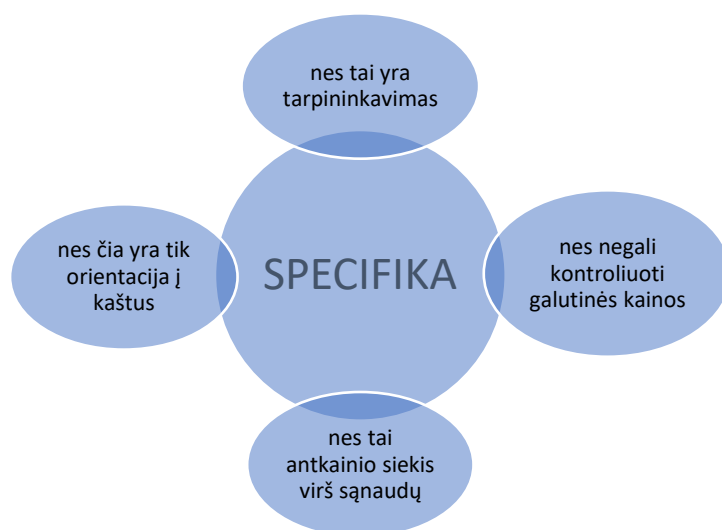 nes tai yra
tarpininkavimas
nes čia yra tik
orientacija į
kaštus
SPECIFIKA
nes negali
kontroliuoti
galutinės kainos
nes tai
antkainio siekis
virš sąnaudų